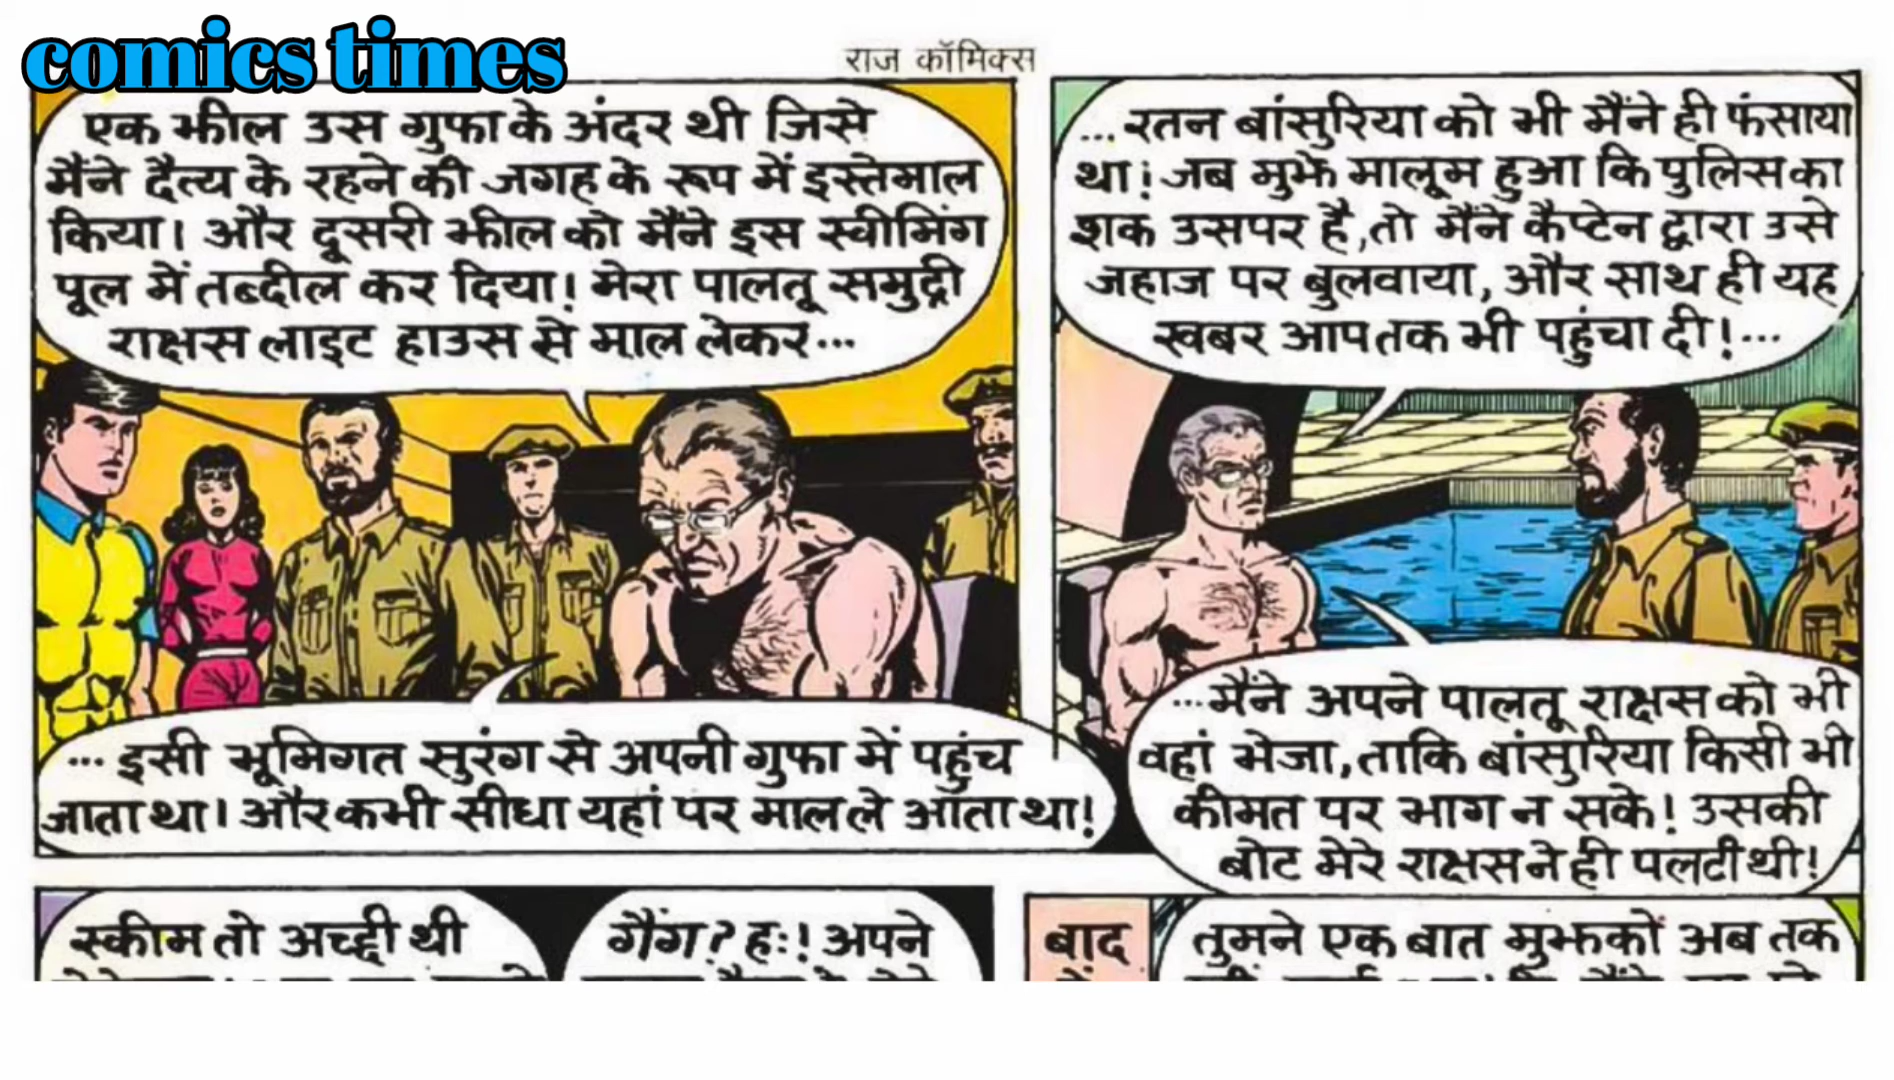 comics times
राज कॉमिक्स
एक झील उस गुफा के अंदर थी जिसे
मैंने दैत्य के रहने की जगह के रूप में इस्तेमाल
किया। और दूसरी झील को मैंने इस स्वीमिंग
पूल में तब्दील कर दिया! मेरा पालतू समुद्री
राक्षस लाइट हाउस से माल लेकर...
... इसी भूमिगत सुरंग से अपनी गुफा में पहुंच
जाता था। और कभी सीधा यहां पर माल ले आता था!
...रतन बांसुरिया को भी मैंने ही फंसाया
था! जब मुझे मालूम हुआ कि पुलिस का
शक उसपर है, तो मैंने कैप्टेन द्वारा उसे
जहाज पर बुलवाया, और साथ ही यह
खबर आप तक भी पहुंचा दी!...
...मैंने अपने पालतू राक्षस को भी
वहां भेजा, ताकि बांसुरिया किसी भी
कीमत पर भाग न सके! उसकी
बोट मेरे राक्षस ने ही पलटी थी!
स्कीम तो अच्छी थी
गैंग? हः! अपने
बाद
तुमने एक बात मुझको अब तक